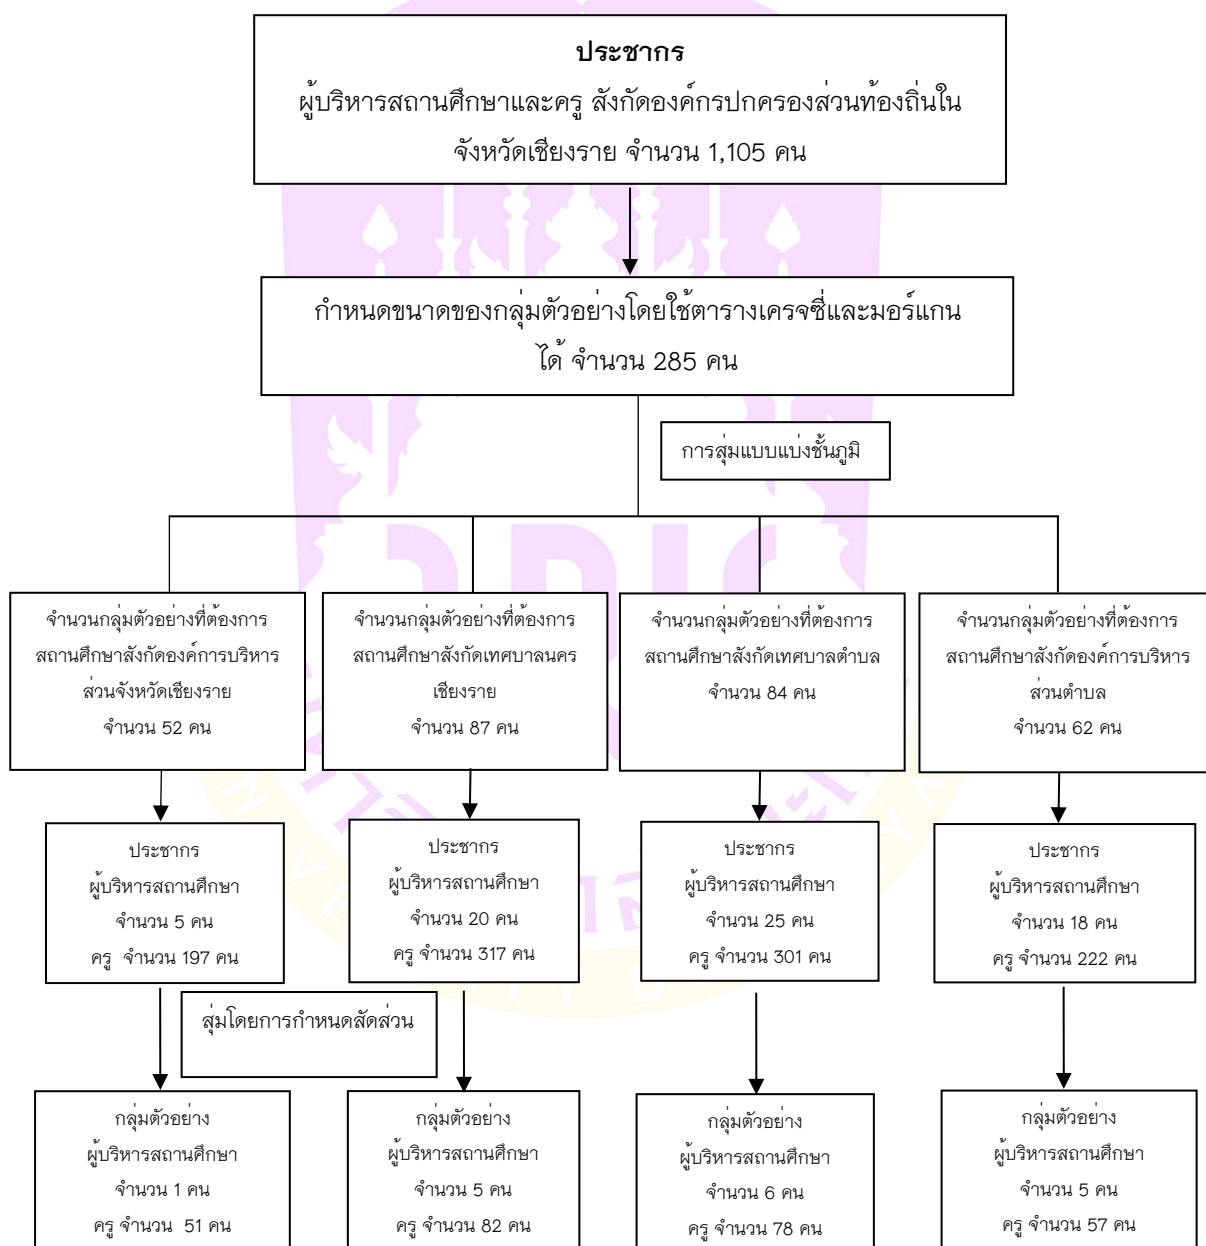 ประชากร
ผู้บริหารสถานศึกษาและครู สังกัดองค์กรปกครองส่วนท้องถิ่นใน
จังหวัดเชียงราย จำนวน 1,105 คน
กำหนดขนาดของกลุ่มตัวอย่างโดยใช้ตารางเครจซี่และมอร์แกน
ได้ จำนวน 285 คน
การสุ่มแบบแบ่งชั้นภูมิ
จำนวนกลุ่มตัวอย่างที่ต้องการ
สถานศึกษาสังกัดองค์การบริหาร
ส่วนจังหวัดเชียงราย
จำนวน 52 คน
จำนวนกลุ่มตัวอย่างที่ต้องการ
สถานศึกษาสังกัดเทศบาลนคร
เชียงราย
จำนวน 87 คน
จำนวนกลุ่มตัวอย่างที่ต้องการ
สถานศึกษาสังกัดเทศบาลตำบล
จำนวน 84 คน
จำนวนกลุ่มตัวอย่างที่ต้องการ
สถานศึกษาสังกัดองค์การบริหาร
ส่วนตำบล
จำนวน 62 คน
ประชากร
ผู้บริหารสถานศึกษา
จำนวน 5 คน
ครู จำนวน 197 คน
ประชากร
ผู้บริหารสถานศึกษา
จำนวน 20 คน
ครู จำนวน 317 คน
ประชากร
ผู้บริหารสถานศึกษา
จำนวน 25 คน
ครู จำนวน 301 คน
ประชากร
ผู้บริหารสถานศึกษา
จำนวน 18 คน
ครู จำนวน 222 คน
สุ่มโดยการกำหนดสัดส่วน
กลุ่มตัวอย่าง
ผู้บริหารสถานศึกษา
จำนวน 1 คน
ครู จำนวน 51 คน
กลุ่มตัวอย่าง
ผู้บริหารสถานศึกษา
จำนวน 5 คน
ครู จำนวน 82 คน
กลุ่มตัวอย่าง
ผู้บริหารสถานศึกษา
จำนวน 6 คน
ครู จำนวน 78 คน
กลุ่มตัวอย่าง
ผู้บริหารสถานศึกษา
จำนวน 5 คน
ครู จำนวน 57 คน